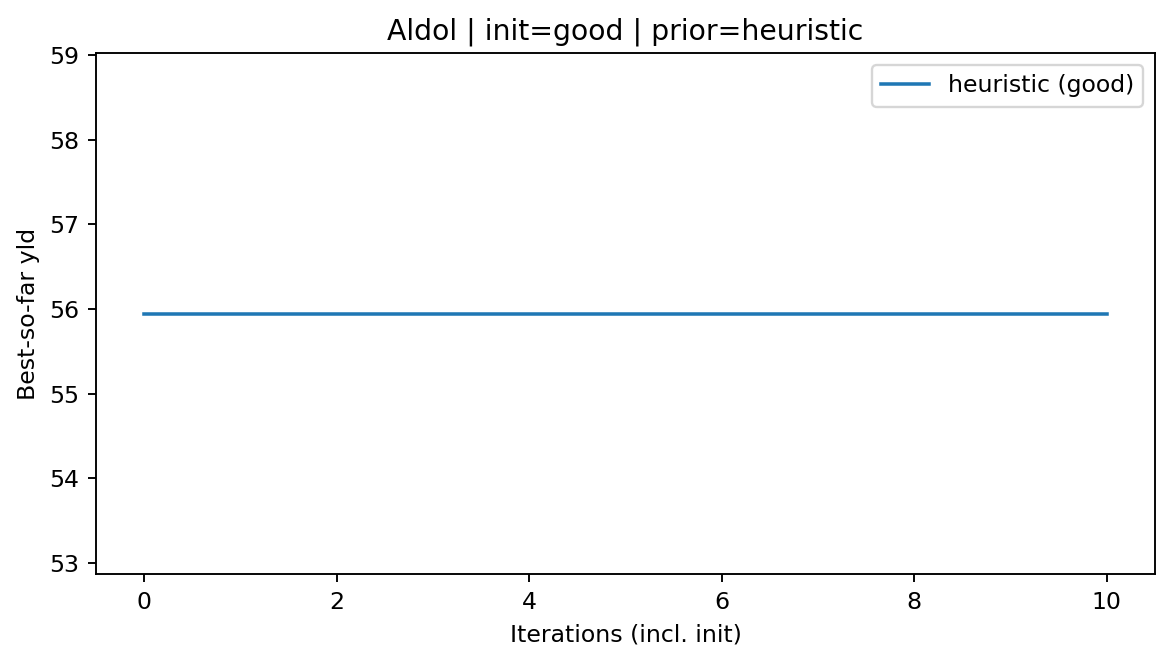 Aldol | init=good | prior=heuristic
heuristic (good)
Best-so-far yld
59
58
57
56
55
54
53
0 2 4 6 8 10
Iterations (incl. init)